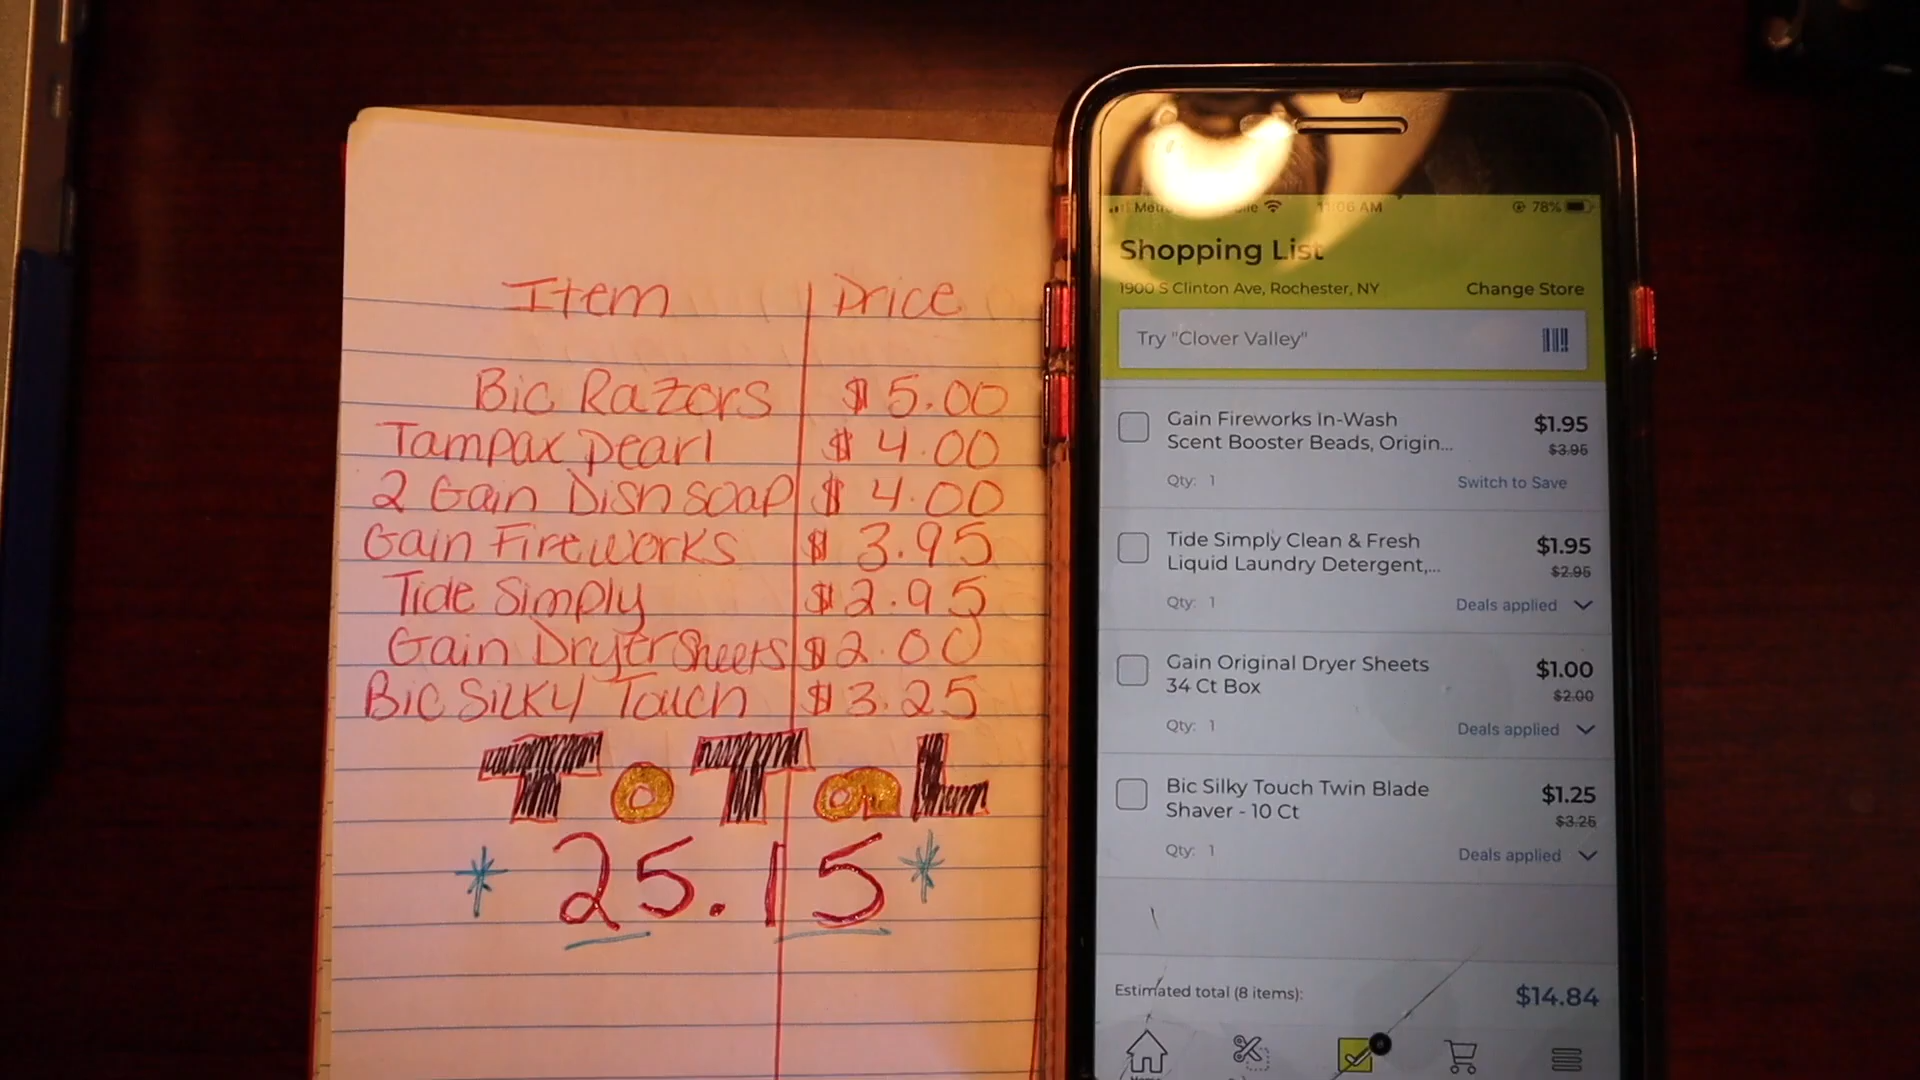 Item Price
Bic Razors $ 5.00
Tampax pearl $ 4.00
2 Gain Dishsoap $ 4.00
Gain Fireworks $ 3.95
Tide Simply $ 2.95
Gain Dryer Sheets $ 2.00
Bic Silky Touch $ 3.25
ToTaL
* 25.15 *
11:06 AM 78%
Shopping List
1900 S Clinton Ave, Rochester, NY Change Store
Try "Clover Valley"
Gain Fireworks In-Wash $1.95
Scent Booster Beads, Origin... $3.95
Qty: 1 Switch to Save
Tide Simply Clean & Fresh $1.95
Liquid Laundry Detergent,... $2.95
Qty: 1 Deals applied
Gain Original Dryer Sheets $1.00
34 Ct Box $2.00
Qty: 1 Deals applied
Bic Silky Touch Twin Blade $1.25
Shaver - 10 Ct $3.25
Qty: 1 Deals applied
Estimated total (8 items): $14.84